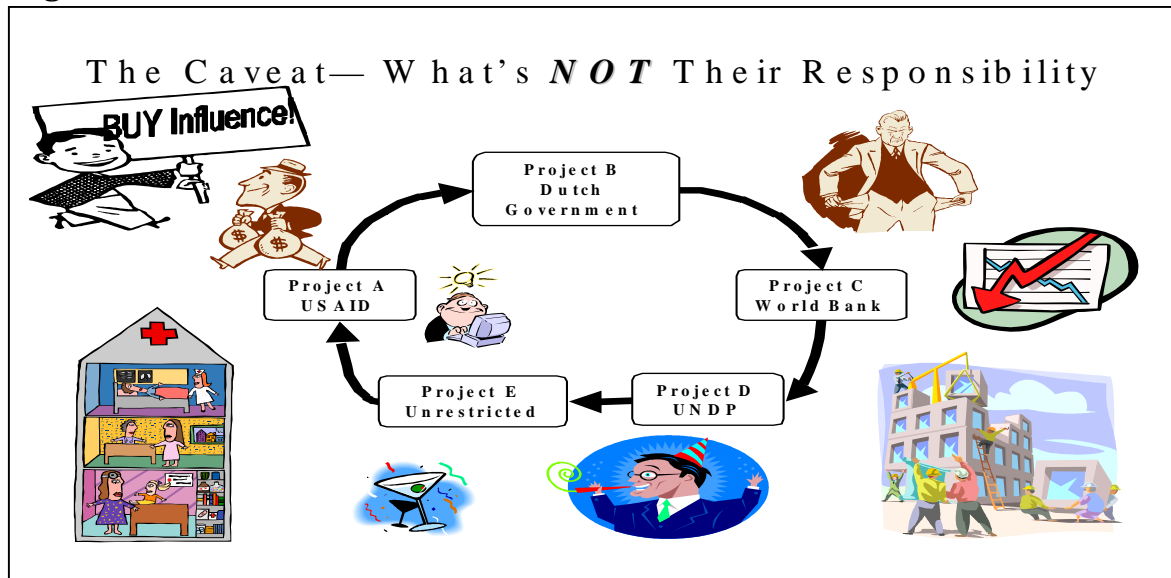 The Caveat— What's NOT Their Responsibility
BUY Influence!
Project B
Dutch
Government
$ $
Project A
USAID
Project C
World Bank
Project E
Unrestricted
Project D
UNDP